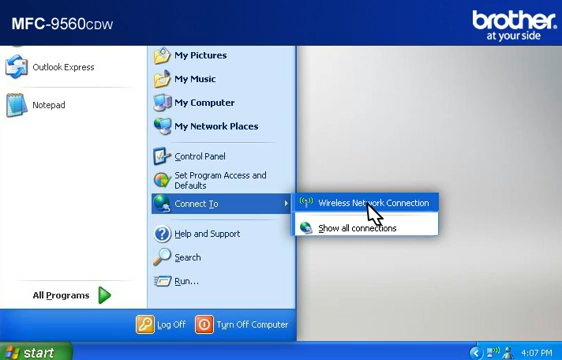 MFC-9560CDW
brother
at your side
Outlook Express
Notepad
My Pictures
My Music
My Computer
My Network Places
Control Panel
Set Program Access and
Defaults
Connect To
Help and Support
Search
Run...
Wireless Network Connection
Show all connections
All Programs
Log Off
Turn Off Computer
start
4:07 PM